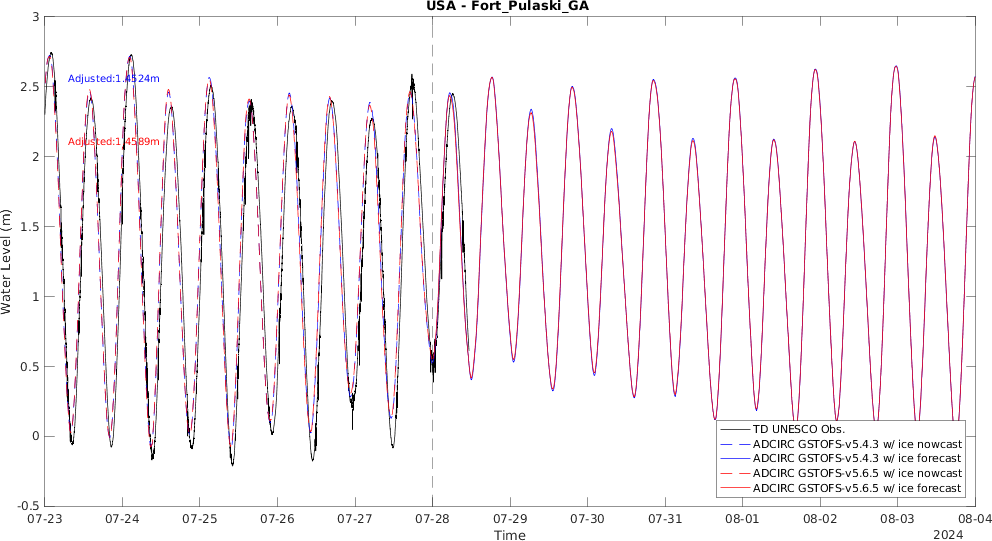 USA - Fort_Pulaski_GA
3
2.5
2
1.5
1
0.5
0
-0.5
Water Level (m)
Adjusted:1.4524m
Adjusted:1.4589m
TD UNESCO Obs.
ADCIRC GSTOFS-v5.4.3 w/ ice nowcast
ADCIRC GSTOFS-v5.4.3 w/ ice forecast
ADCIRC GSTOFS-v5.6.5 w/ ice nowcast
ADCIRC GSTOFS-v5.6.5 w/ ice forecast
07-23 07-24 07-25 07-26 07-27 07-28 07-29 07-30 07-31 08-01 08-02 08-03 08-04
Time
2024